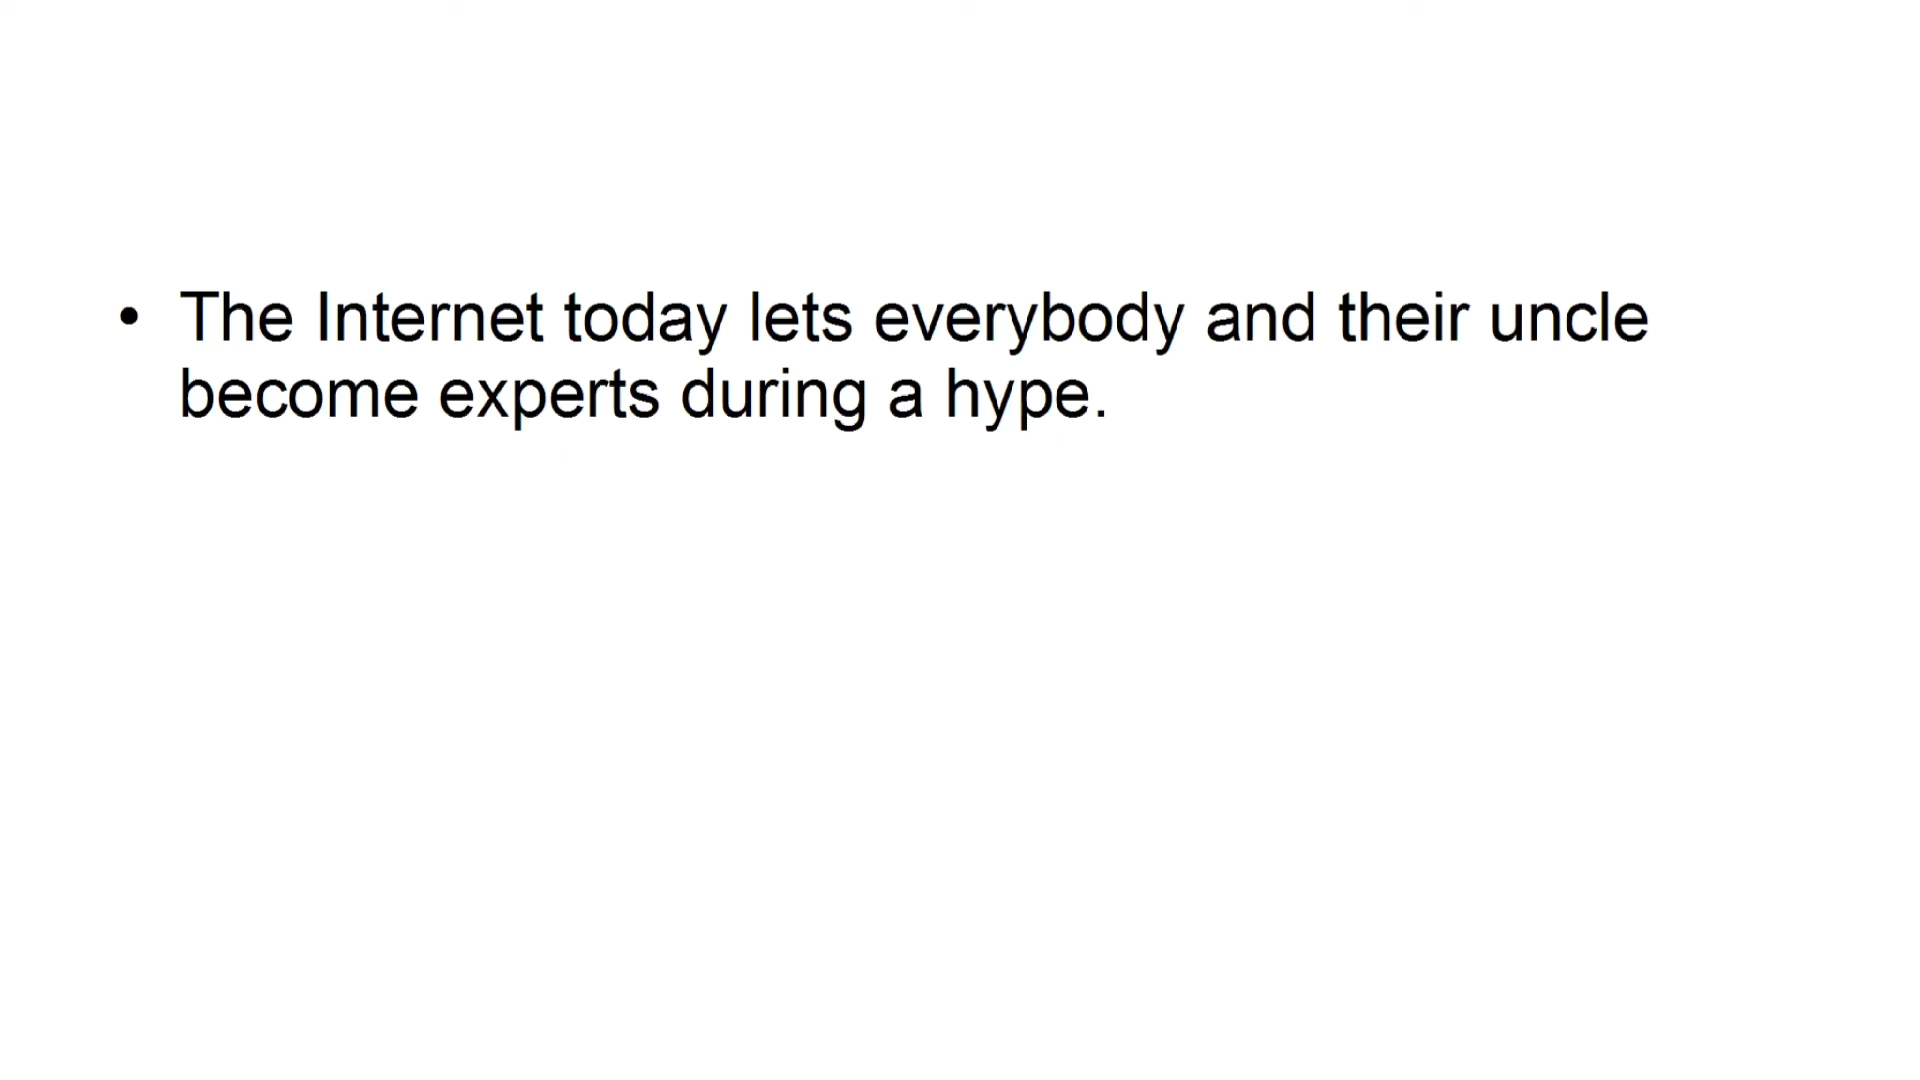 • The Internet today lets everybody and their uncle
become experts during a hype.